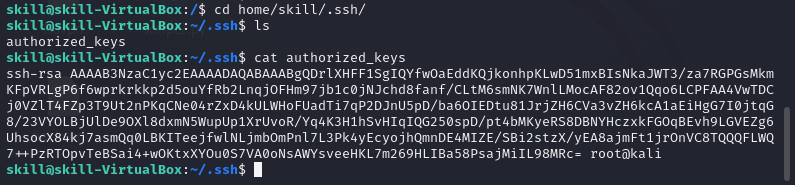 skill@skill-VirtualBox:/$ cd home/skill/.ssh/
skill@skill-VirtualBox:~/.ssh$ ls
authorized_keys
skill@skill-VirtualBox:~/.ssh$ cat authorized_keys
ssh-rsa AAAAB3NzaC1yc2EAAAADAQABAAABgQDrlXHFF1SgIQYfwOaEddKQjkonhpKLwD51mxBIsNkaJWT3/za7RGPGsMkm
KFpVRLgP6f6wprkrkkp2d5ouYfRb2LnqjOFHm97jb1c0jNJchd8fanf/CLtM6smNK7WnlLMocAF82ov1Qqo6LCPFAA4VwTDC
j0VZlT4FZp3T9Ut2nPKqCNe04rZxD4kULWHoFUadTi7qP2DJnU5pD/ba6OIEDtu81JrjZH6CVa3vZH6kcA1aEiHgG7I0jtqG
8/23VYOLBjUlDe9OXl8dxmN5WupUp1XrUvoR/Yq4K3H1hSvHIqIQG250spD/pt4bMKyeRS8DBNYHczxkFGOqBEvh9LGVEZg6
UhsocX84kj7asmQq0LBKITeejfwlNLjmbOmPnl7L3Pk4yEcyojhQmnDE4MIZE/SBi2stzX/yEA8ajmFt1jrOnVC8TQQQFLWQ
7++PzRTOpvTeBSai4+wOKtxXYOu0S7VA0oNsAWYsveeHKL7m269HLIBa58PsajMiIL98MRc= root@kali
skill@skill-VirtualBox:~/.ssh$